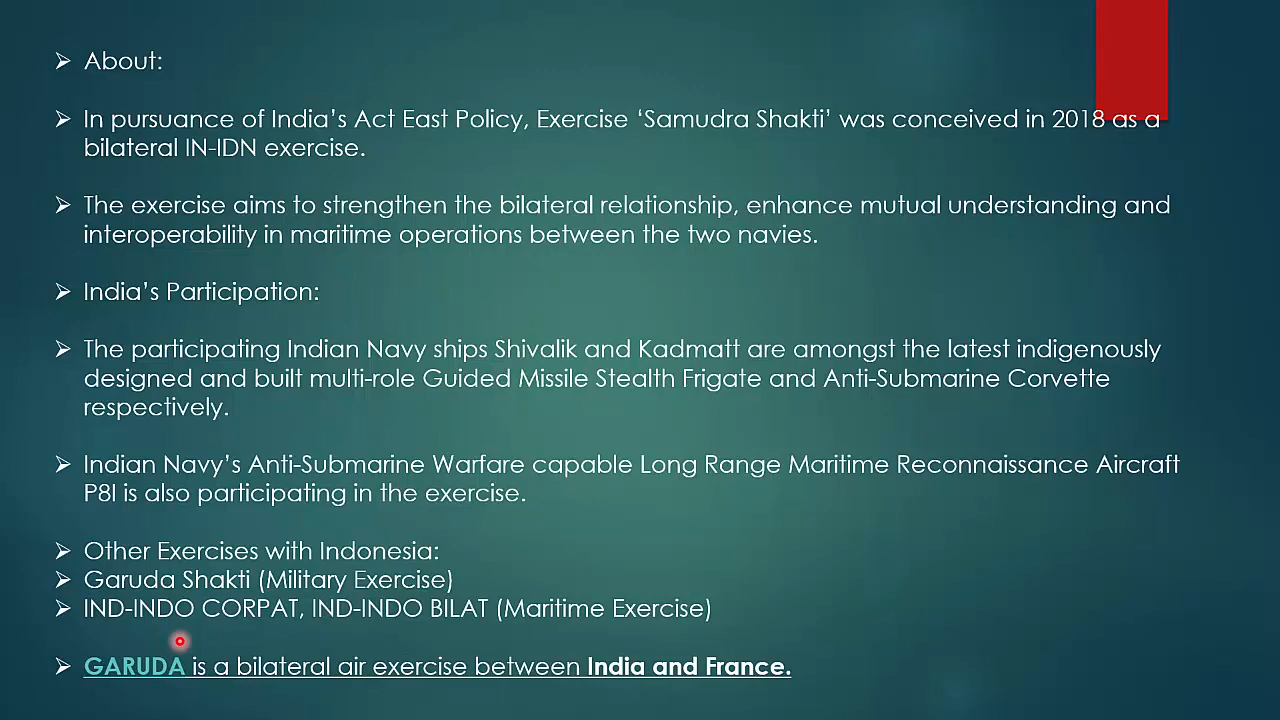 About:
In pursuance of India’s Act East Policy, Exercise ‘Samudra Shakti’ was conceived in 2018 as a
bilateral IN-IDN exercise.
The exercise aims to strengthen the bilateral relationship, enhance mutual understanding and
interoperability in maritime operations between the two navies.
India’s Participation:
The participating Indian Navy ships Shivalik and Kadmatt are amongst the latest indigenously
designed and built multi-role Guided Missile Stealth Frigate and Anti-Submarine Corvette
respectively.
Indian Navy’s Anti-Submarine Warfare capable Long Range Maritime Reconnaissance Aircraft
P8I is also participating in the exercise.
Other Exercises with Indonesia:
Garuda Shakti (Military Exercise)
IND-INDO CORPAT, IND-INDO BILAT (Maritime Exercise)
GARUDA is a bilateral air exercise between India and France.